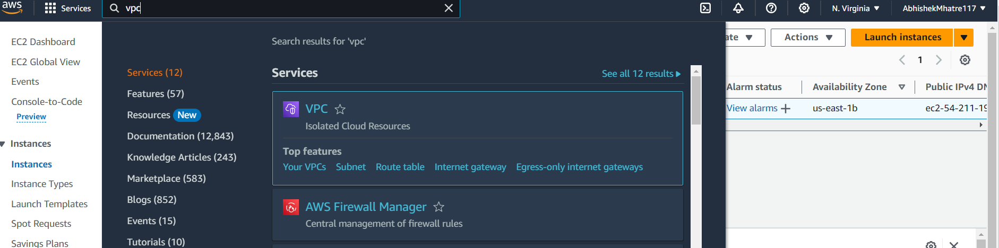 aws
Services
vpc
N. Virginia
AbhishekMhatre117
EC2 Dashboard
EC2 Global View
Events
Console-to-Code
Preview
Instances
Instances
Instance Types
Launch Templates
Spot Requests
Savings Plans
Search results for 'vpc'
Services (12)
Features (57)
Resources New
Documentation (12,843)
Knowledge Articles (243)
Marketplace (583)
Blogs (852)
Events (15)
Tutorials (10)
Services
See all 12 results
VPC
Isolated Cloud Resources
Top features
Your VPCs Subnet Route table Internet gateway Egress-only internet gateways
AWS Firewall Manager
Central management of firewall rules
ate Actions Launch instances
1
Alarm status Availability Zone Public IPv4 DN
View alarms us-east-1b ec2-54-211-19